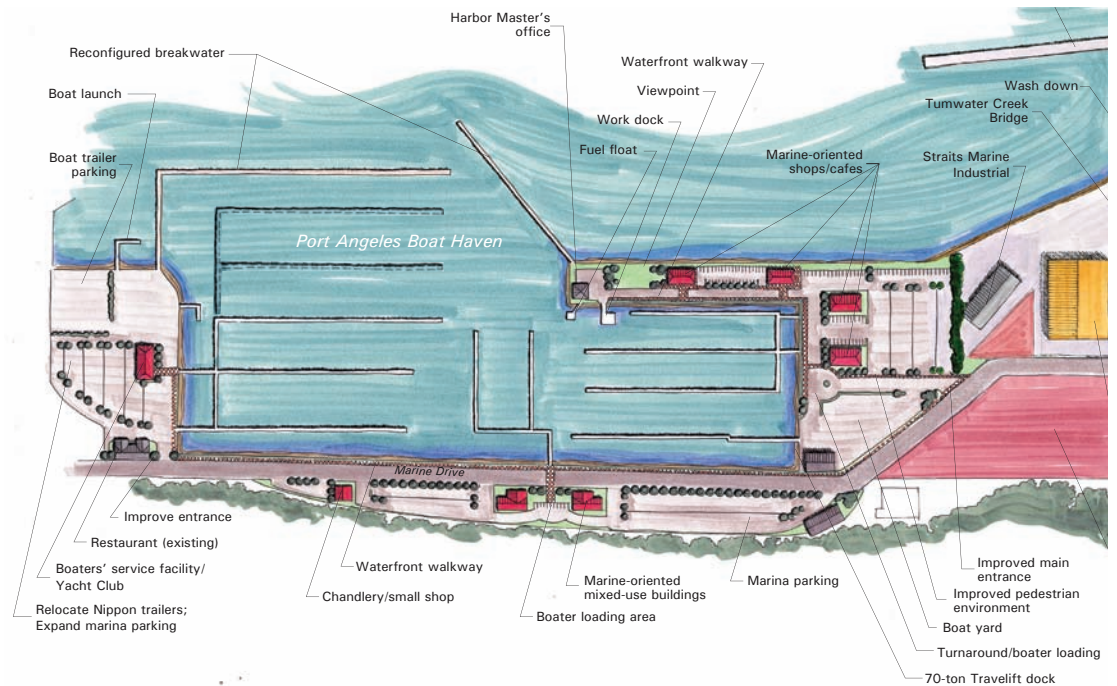 Harbor Master's
office
Reconfigured breakwater
Waterfront walkway
Boat launch
Viewpoint
Wash down
Tumwater Creek
Bridge
Work dock
Fuel float
Boat trailer
parking
Marine-oriented
shops/cafes
Straits Marine
Industrial
Port Angeles Boat Haven
Marine Drive
Improve entrance
Restaurant (existing)
Boaters' service facility/
Yacht Club
Relocate Nippon trailers;
Expand marina parking
Waterfront walkway
Chandlery/small shop
Marine-oriented
mixed-use buildings
Boater loading area
Marina parking
Improved main
entrance
Improved pedestrian
environment
Boat yard
Turnaround/boater loading
70-ton Travelift dock